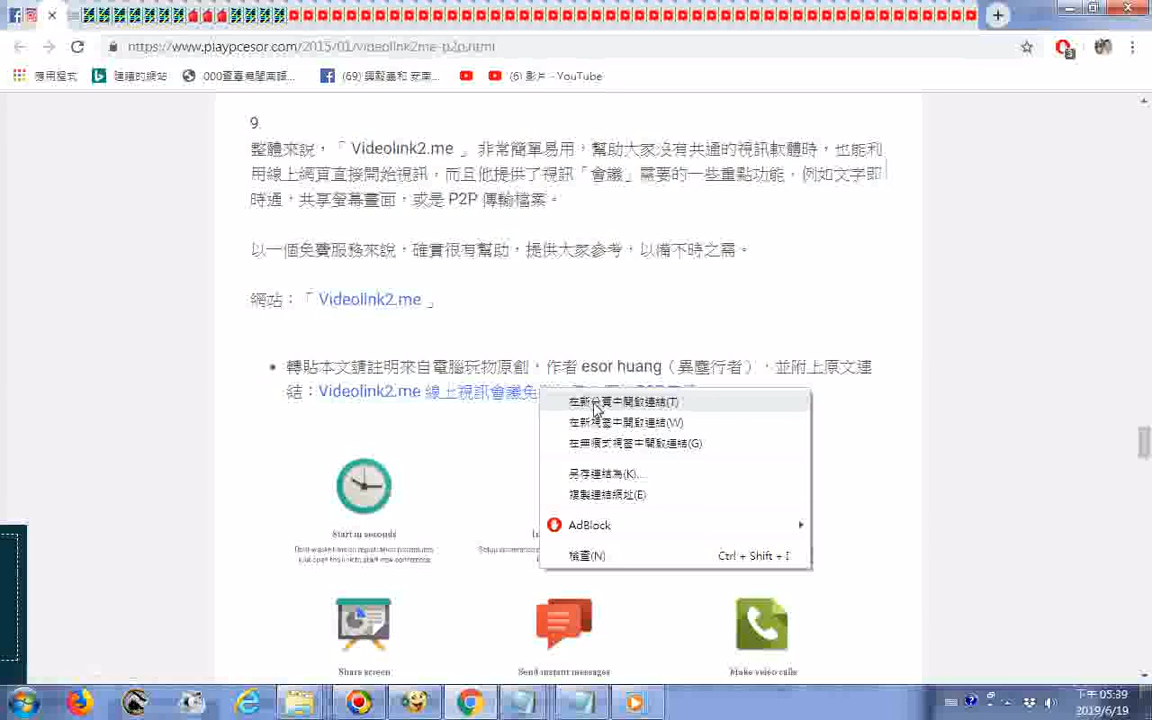 https://www.playpcesor.com/2015/01/videolink2me-p2p.html
3
應用程式
建靖的網站
(6) 影片 - YouTube
9.
整體來說，「 Videolink2.me 」 非常簡單易用，幫助大家沒有共通的視訊軟體時，也能利
用線上網頁直接開始視訊，而且他提供了視訊「會議」需要的一些重點功能，例如文字即
時通，共享螢幕畫面，或是 P2P 傳輸檔案。
以一個免費服務來說，確實很有幫助，提供大家參考，以備不時之需。
網站：「 Videolink2.me 」
轉貼本文請註明來自電腦玩物原創，作者 esor huang（異塵行者），並附上原文連
結：Videolink2.me 線上視訊會議免
在新分頁中開啟連結(T)
在新視窗中開啟連結(W)
在無痕式視窗中開啟連結(G)
另存連結為(K)...
複製連結網址(E)
AdBlock
檢查(N) Ctrl + Shift + I
Start in seconds
Share screen
Send instant messages
Make video calls
下午 05:39
2019/6/19